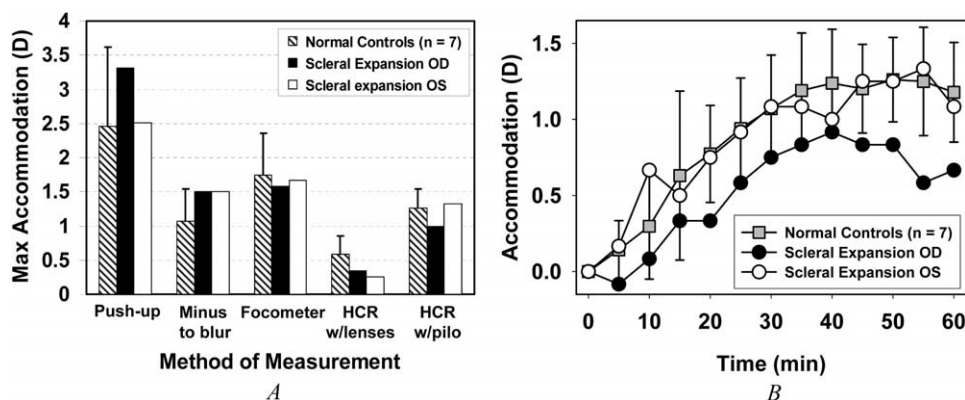 Max Accommodation (D)
4
3.5
3
2.5
2
1.5
1
0.5
0
Normal Controls (n = 7)
Scleral Expansion OD
Scleral expansion OS
Push-up
Minus
to blur
Focometer
HCR
w/lenses
HCR
w/pilo
Method of Measurement
A
Accommodation (D)
1.5
1.0
0.5
0.0
Normal Controls (n = 7)
Scleral Expansion OD
Scleral Expansion OS
0 10 20 30 40 50 60
Time (min)
B